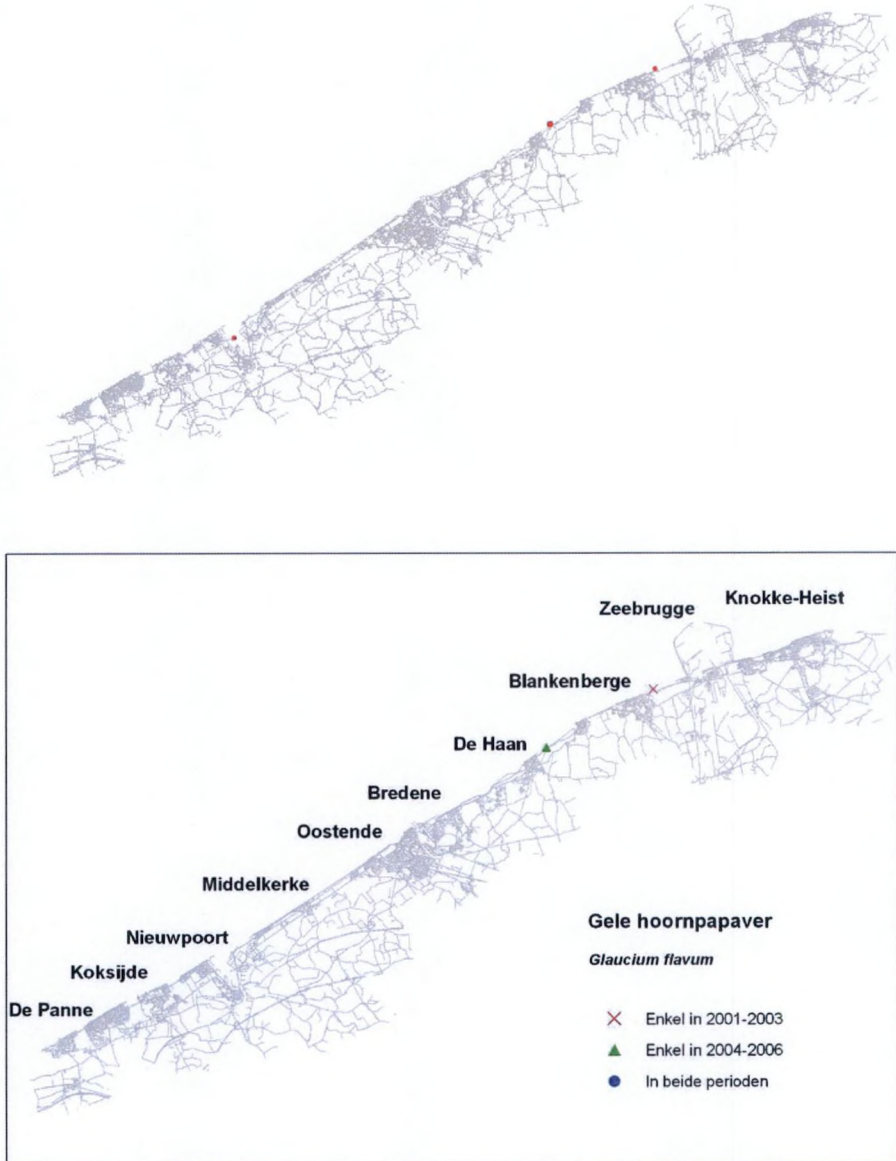 Knokke-Heist
Zeebrugge
Blankenberge
De Haan
Bredene
Oostende
Middelkerke
Nieuwpoort
Koksijde
De Panne
Gele hoornpapaver
Glaucium flavum
Enkel in 2001-2003
Enkel in 2004-2006
In beide perioden